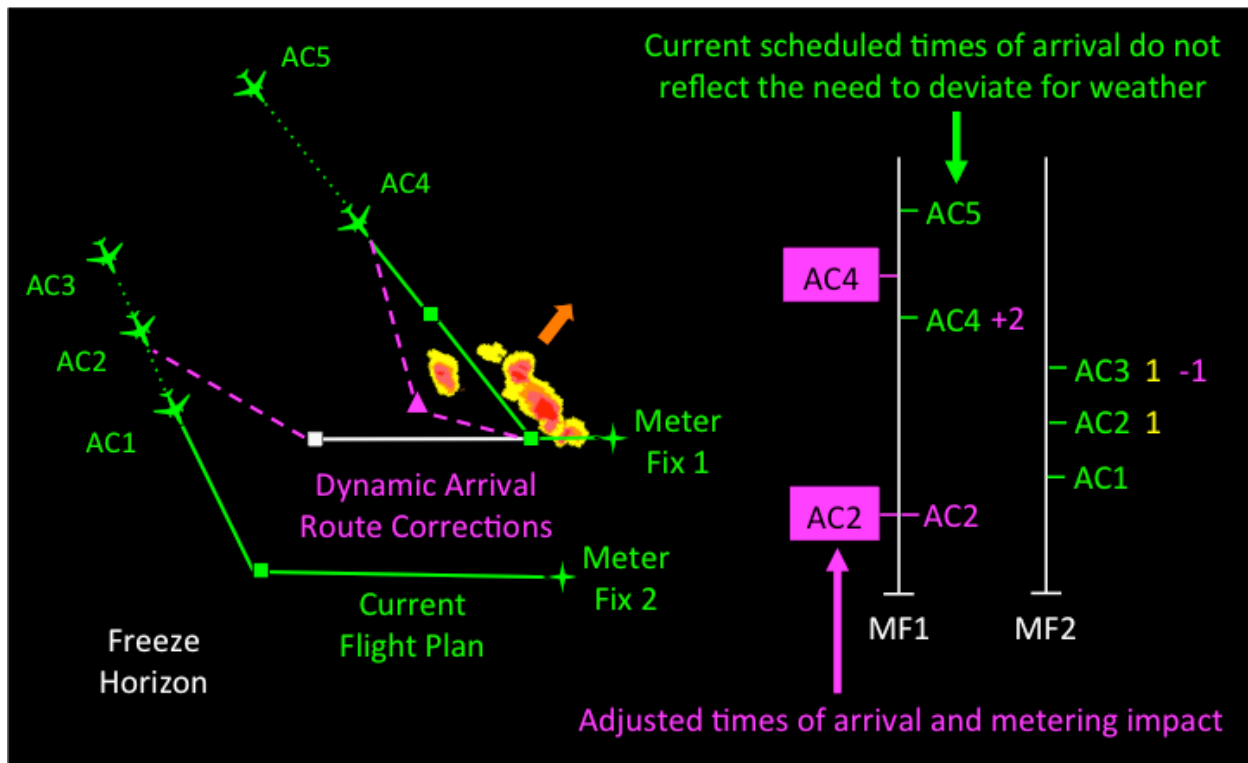 Current scheduled times of arrival do not
reflect the need to deviate for weather
AC5
AC4
AC3
AC2
AC1
Meter
Fix 1
Dynamic Arrival
Route Corrections
Meter
Fix 2
Current
Flight Plan
Freeze
Horizon
AC5
AC4
AC4 +2
AC3 1 -1
AC2 1
AC1
AC2 AC2
MF1 MF2
Adjusted times of arrival and metering impact